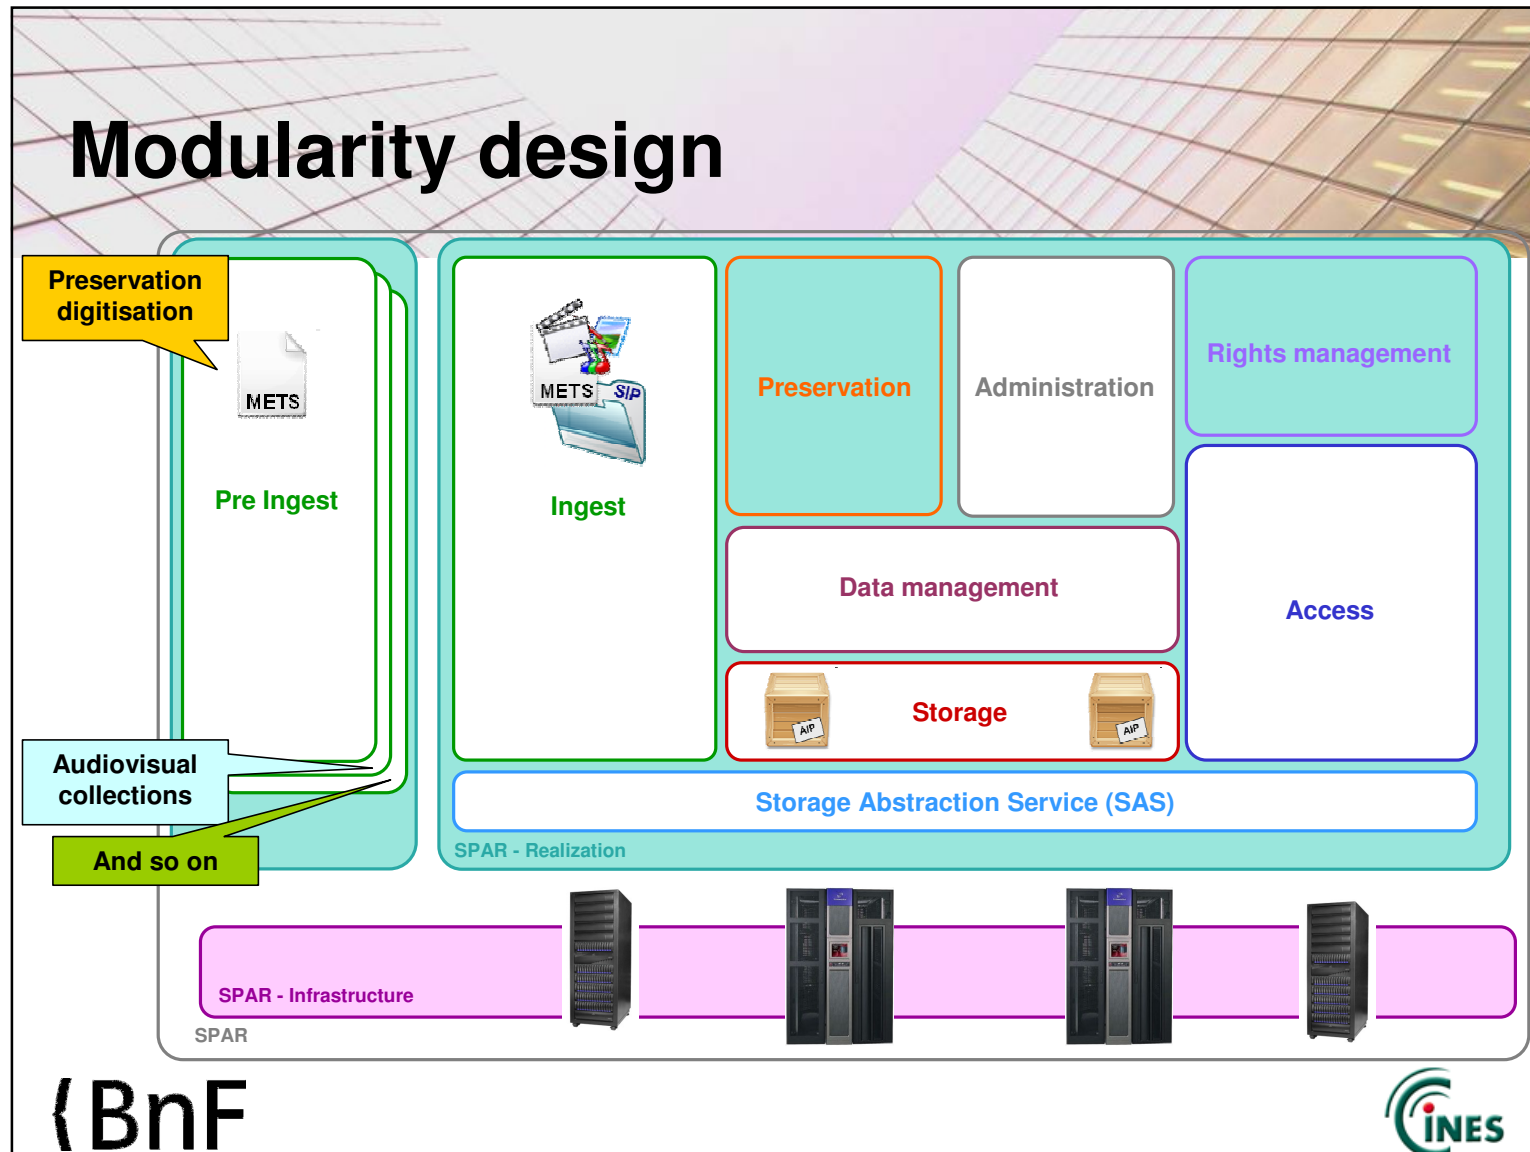 Modularity design
Preservation
digitisation
METS
Pre Ingest
METS
SIP
Ingest
Preservation
Administration
Rights management
Data management
Access
AIP
Storage
AIP
Audiovisual
collections
And so on
Storage Abstraction Service (SAS)
SPAR - Realization
SPAR - Infrastructure
SPAR
{BnF
CINES